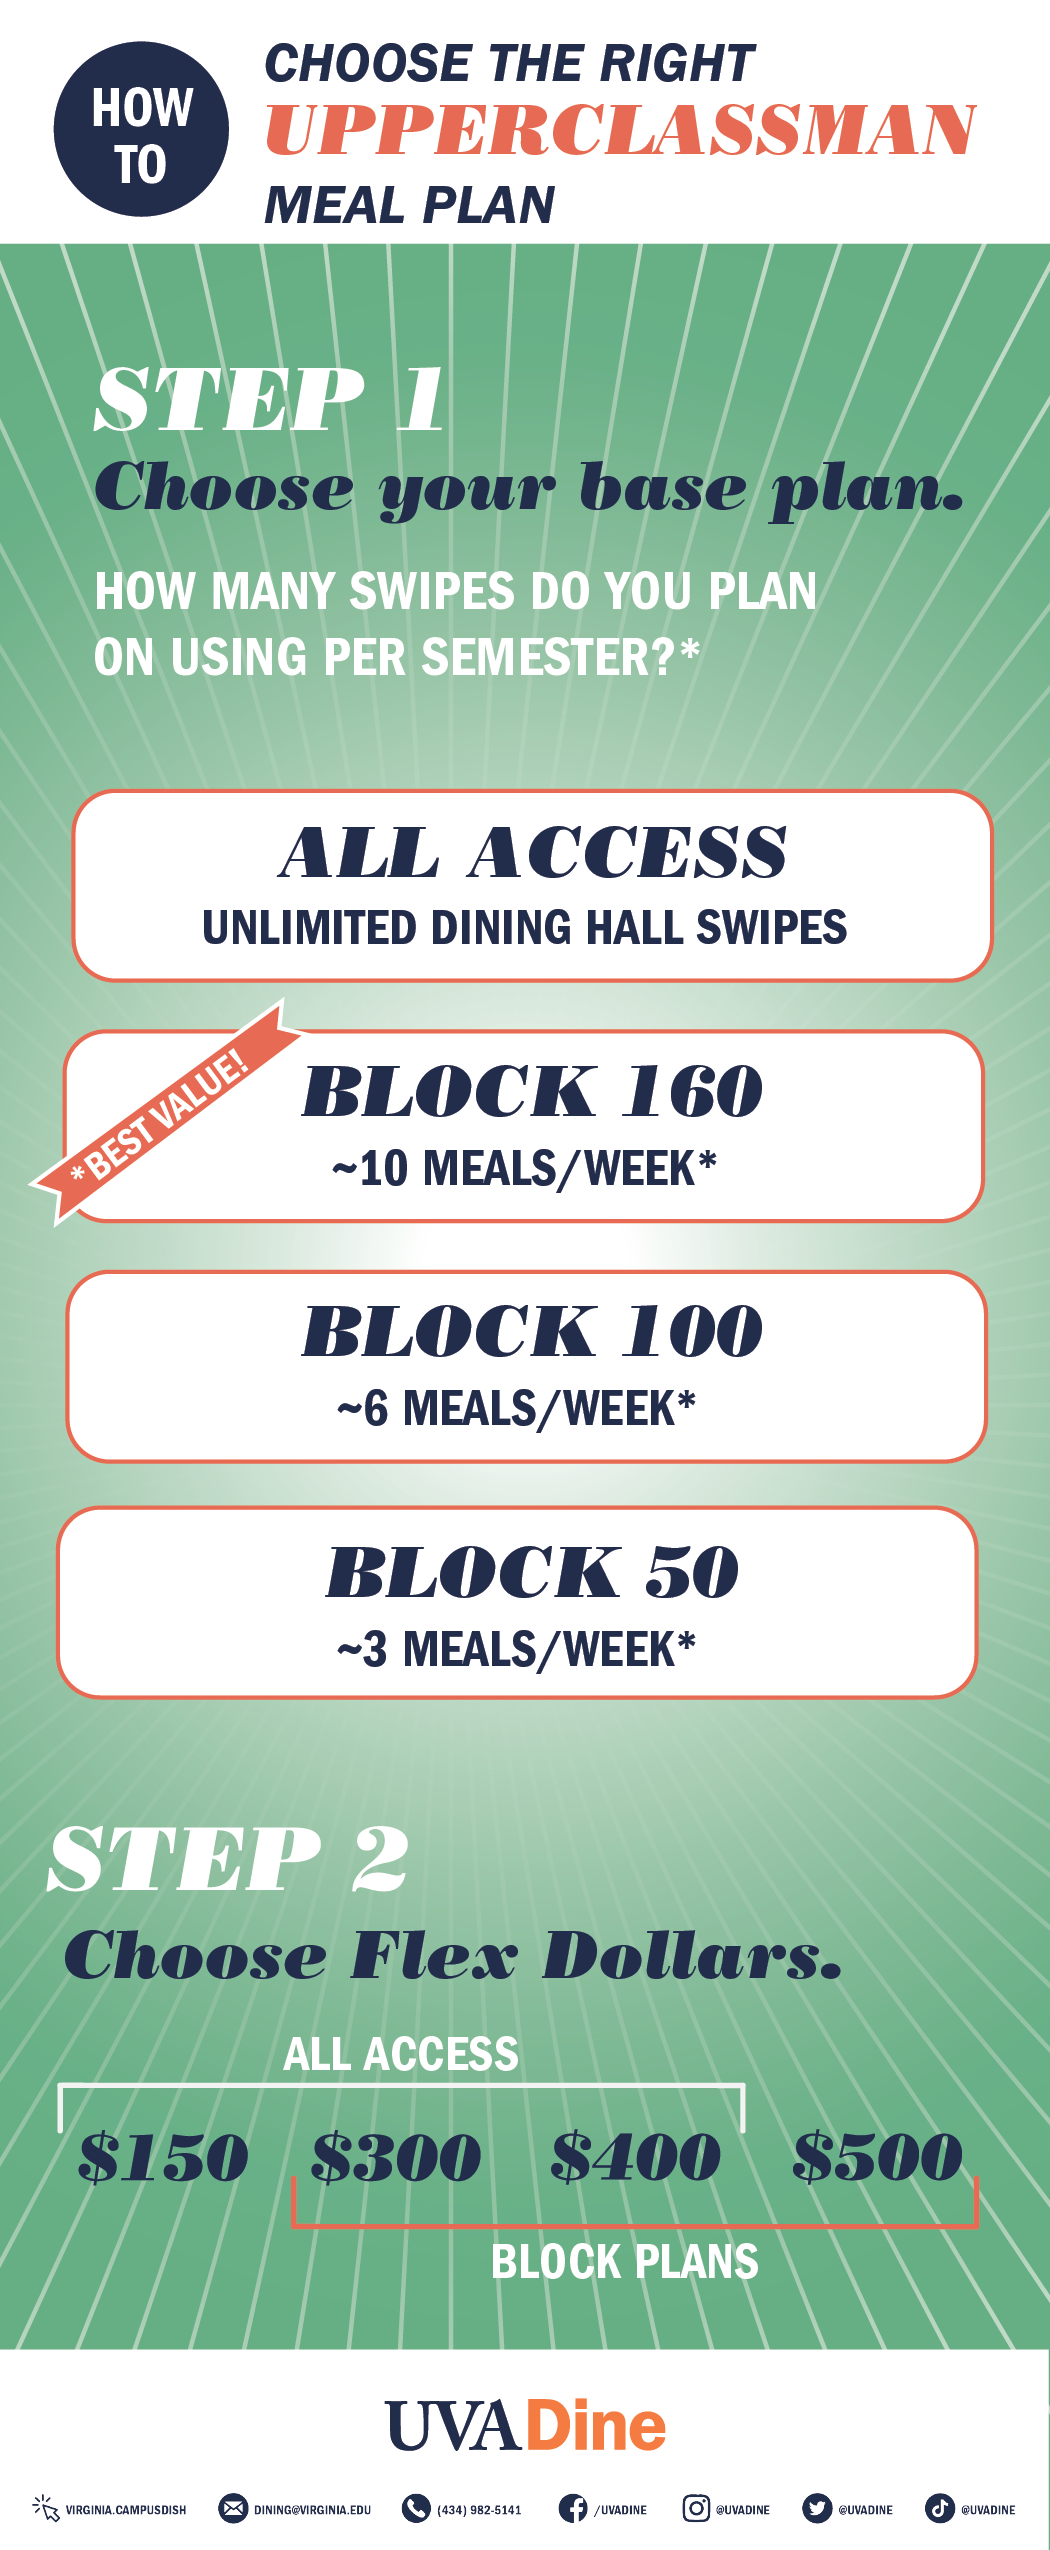 HOW
TO
CHOOSE THE RIGHT
UPPERCLASSMAN
MEAL PLAN
STEP 1
Choose your base plan.
HOW MANY SWIPES DO YOU PLAN
ON USING PER SEMESTER?*
ALL ACCESS
UNLIMITED DINING HALL SWIPES
*BEST VALUE!
BLOCK 160
~10 MEALS/WEEK*
BLOCK 100
~6 MEALS/WEEK*
BLOCK 50
~3 MEALS/WEEK*
STEP 2
Choose Flex Dollars.
ALL ACCESS
$150 $300 $400 $500
BLOCK PLANS
UVADine
VIRGINIA.CAMPUSDISH DINING@VIRGINIA.EDU (434) 982-5141 /UVADINE @UVADINE @UVADINE @UVADINE